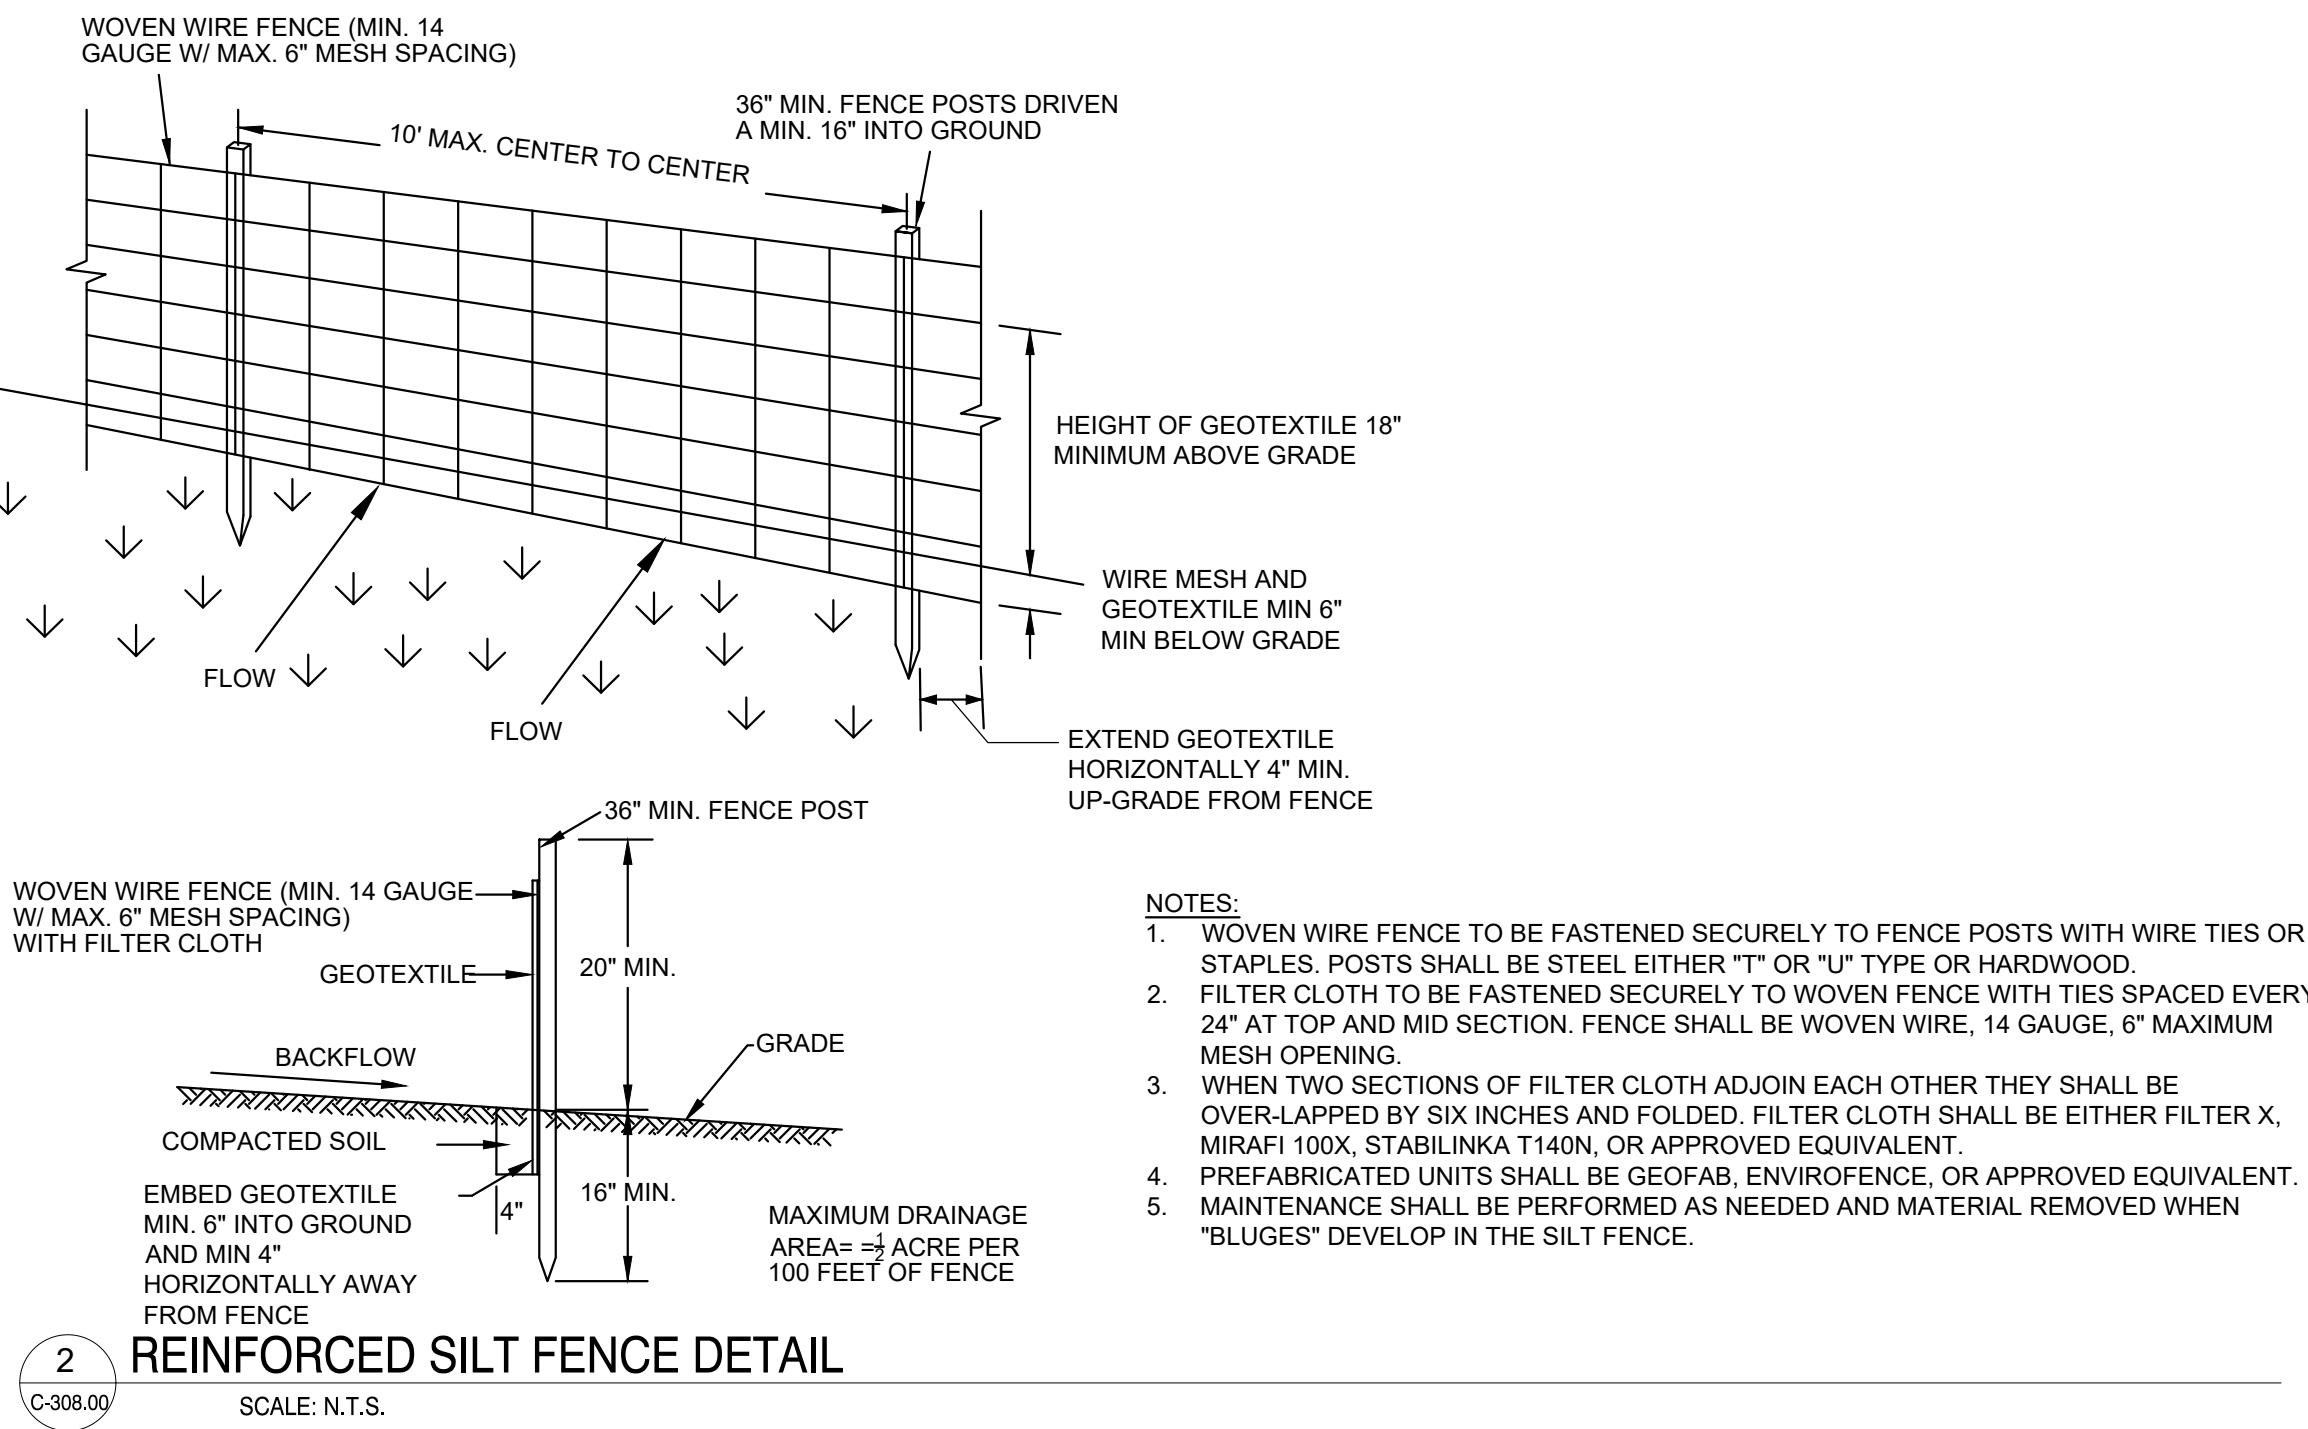 WOVEN WIRE FENCE (MIN. 14
GAUGE W/ MAX. 6" MESH SPACING)
36" MIN. FENCE POSTS DRIVEN
A MIN. 16" INTO GROUND
10' MAX. CENTER TO CENTER
HEIGHT OF GEOTEXTILE 18"
MINIMUM ABOVE GRADE
WIRE MESH AND
GEOTEXTILE MIN 6"
MIN BELOW GRADE
FLOW
FLOW
EXTEND GEOTEXTILE
HORIZONTALLY 4" MIN.
UP-GRADE FROM FENCE
36" MIN. FENCE POST
WOVEN WIRE FENCE (MIN. 14 GAUGE
W/ MAX. 6" MESH SPACING)
WITH FILTER CLOTH
GEOTEXTILE
20" MIN.
BACKFLOW
GRADE
COMPACTED SOIL
EMBED GEOTEXTILE
MIN. 6" INTO GROUND
AND MIN 4"
HORIZONTALLY AWAY
FROM FENCE
4"
16" MIN.
MAXIMUM DRAINAGE
AREA= =1/2 ACRE PER
100 FEET OF FENCE
NOTES:
1. WOVEN WIRE FENCE TO BE FASTENED SECURELY TO FENCE POSTS WITH WIRE TIES OR
STAPLES. POSTS SHALL BE STEEL EITHER "T" OR "U" TYPE OR HARDWOOD.
2. FILTER CLOTH TO BE FASTENED SECURELY TO WOVEN FENCE WITH TIES SPACED EVERY
24" AT TOP AND MID SECTION. FENCE SHALL BE WOVEN WIRE, 14 GAUGE, 6" MAXIMUM
MESH OPENING.
3. WHEN TWO SECTIONS OF FILTER CLOTH ADJOIN EACH OTHER THEY SHALL BE
OVER-LAPPED BY SIX INCHES AND FOLDED. FILTER CLOTH SHALL BE EITHER FILTER X,
MIRAFI 100X, STABILINKA T140N, OR APPROVED EQUIVALENT.
4. PREFABRICATED UNITS SHALL BE GEOFAB, ENVIROFENCE, OR APPROVED EQUIVALENT.
5. MAINTENANCE SHALL BE PERFORMED AS NEEDED AND MATERIAL REMOVED WHEN
"BLUGES" DEVELOP IN THE SILT FENCE.
2
C-308.00
REINFORCED SILT FENCE DETAIL
SCALE: N.T.S.